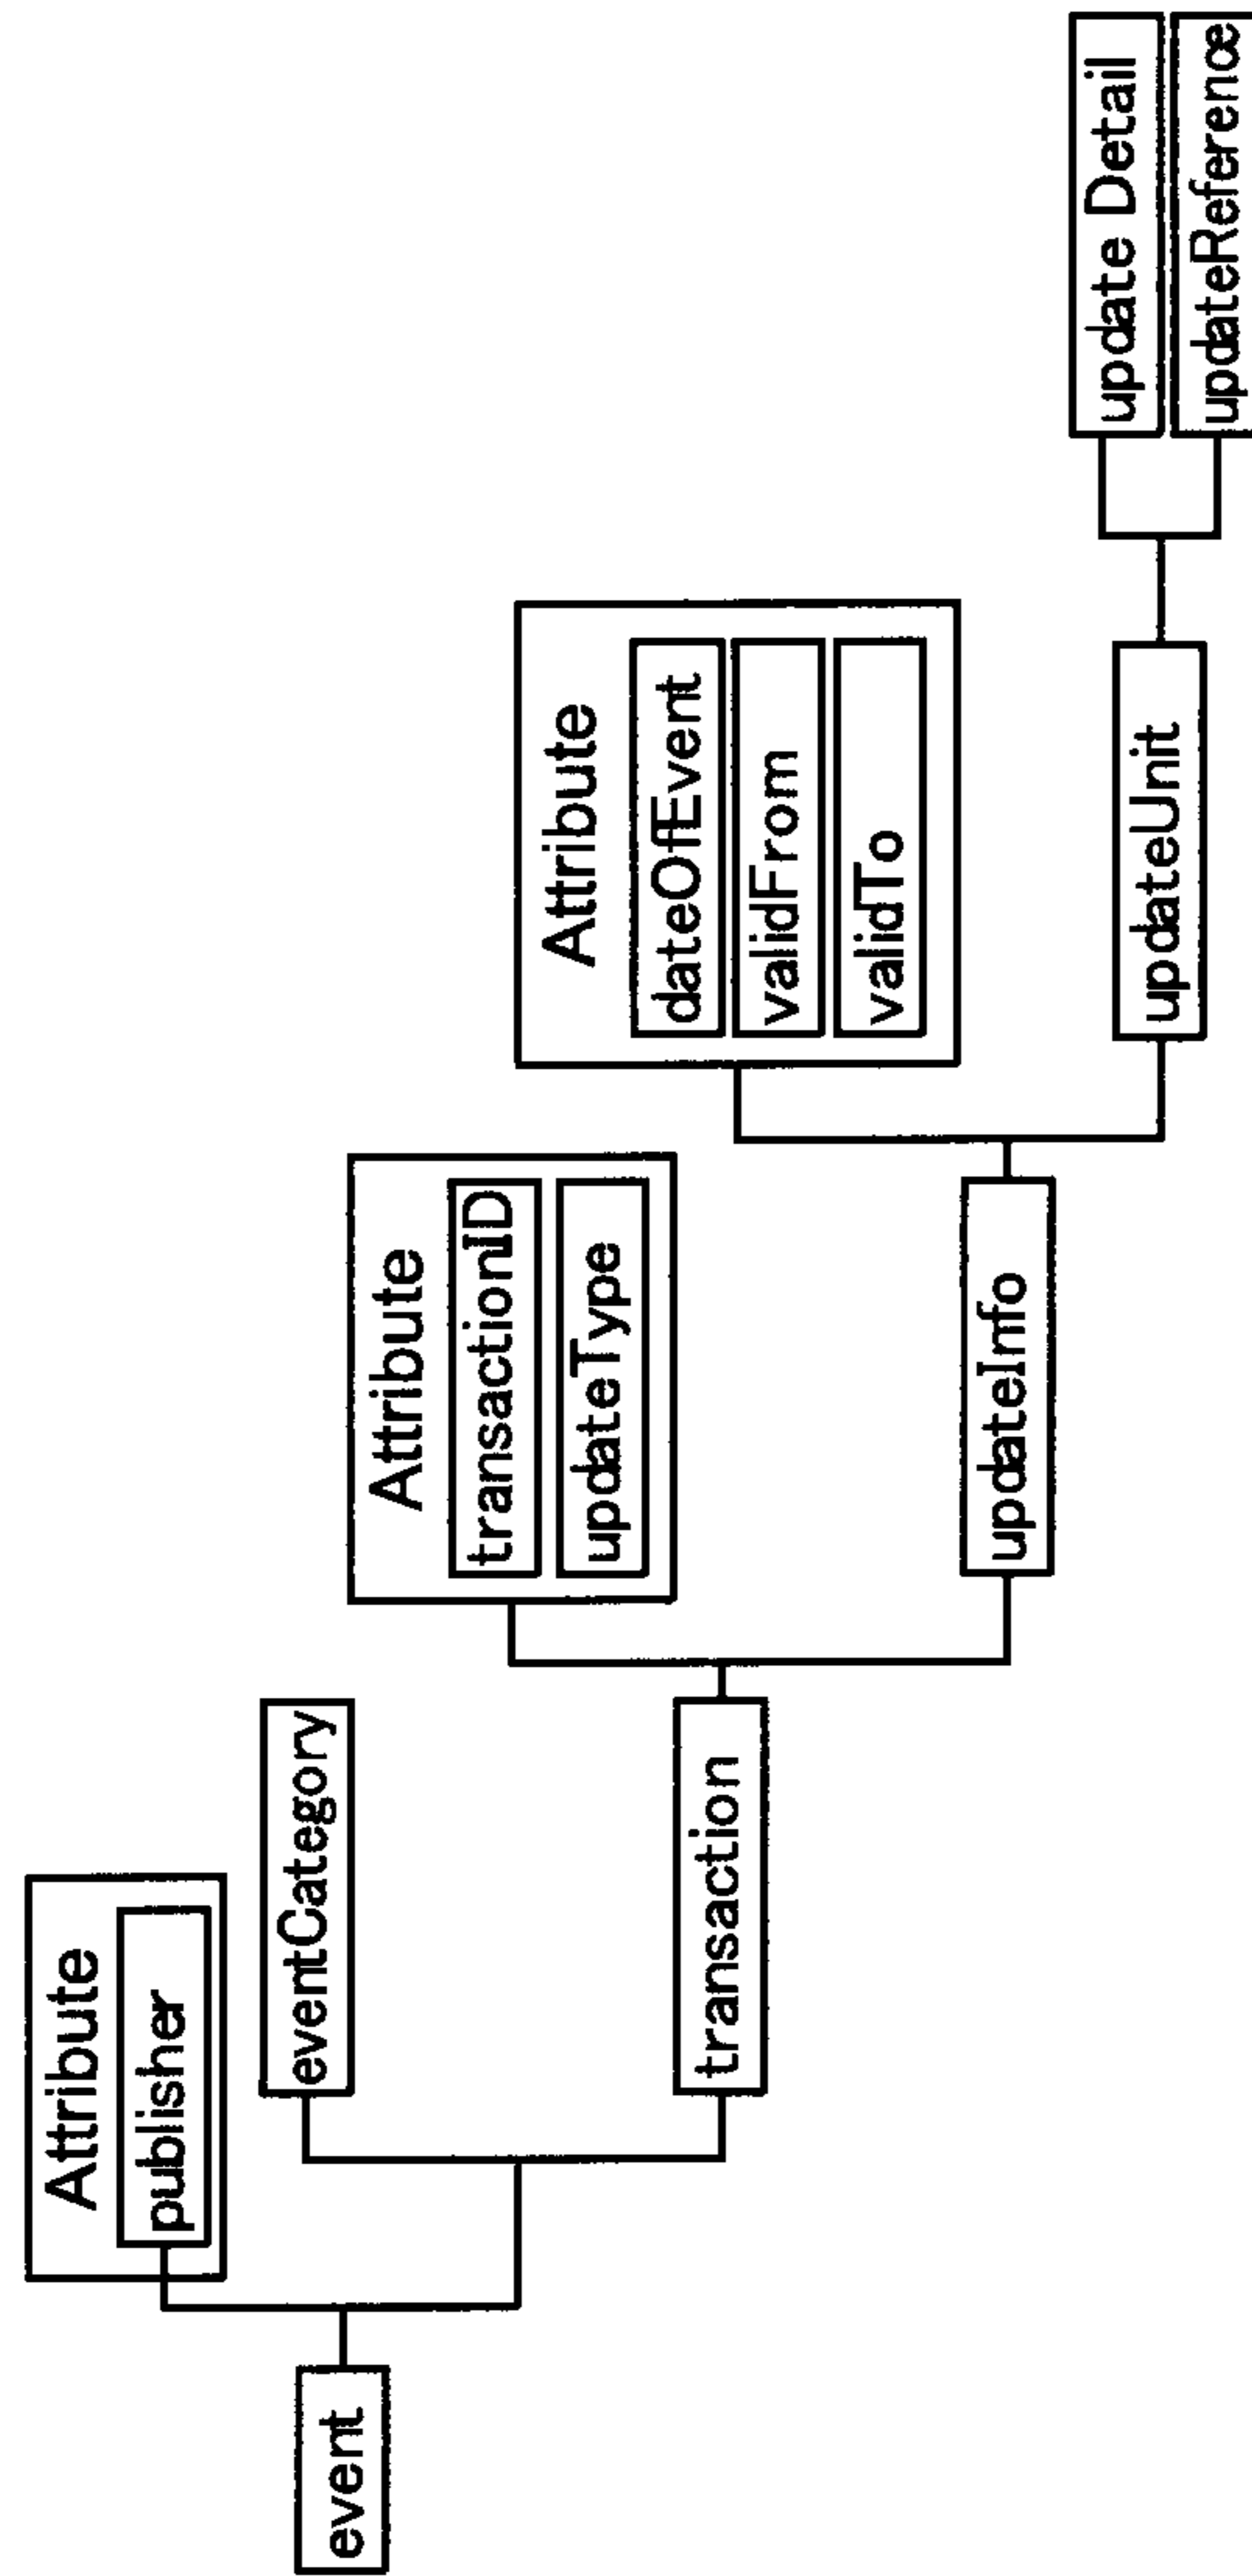 event
Attribute
publisher
eventCategory
transaction
Attribute
transactionID
updateType
updateInfo
Attribute
dateOfEvent
validFrom
validTo
updateUnit
update Detail
updateReference